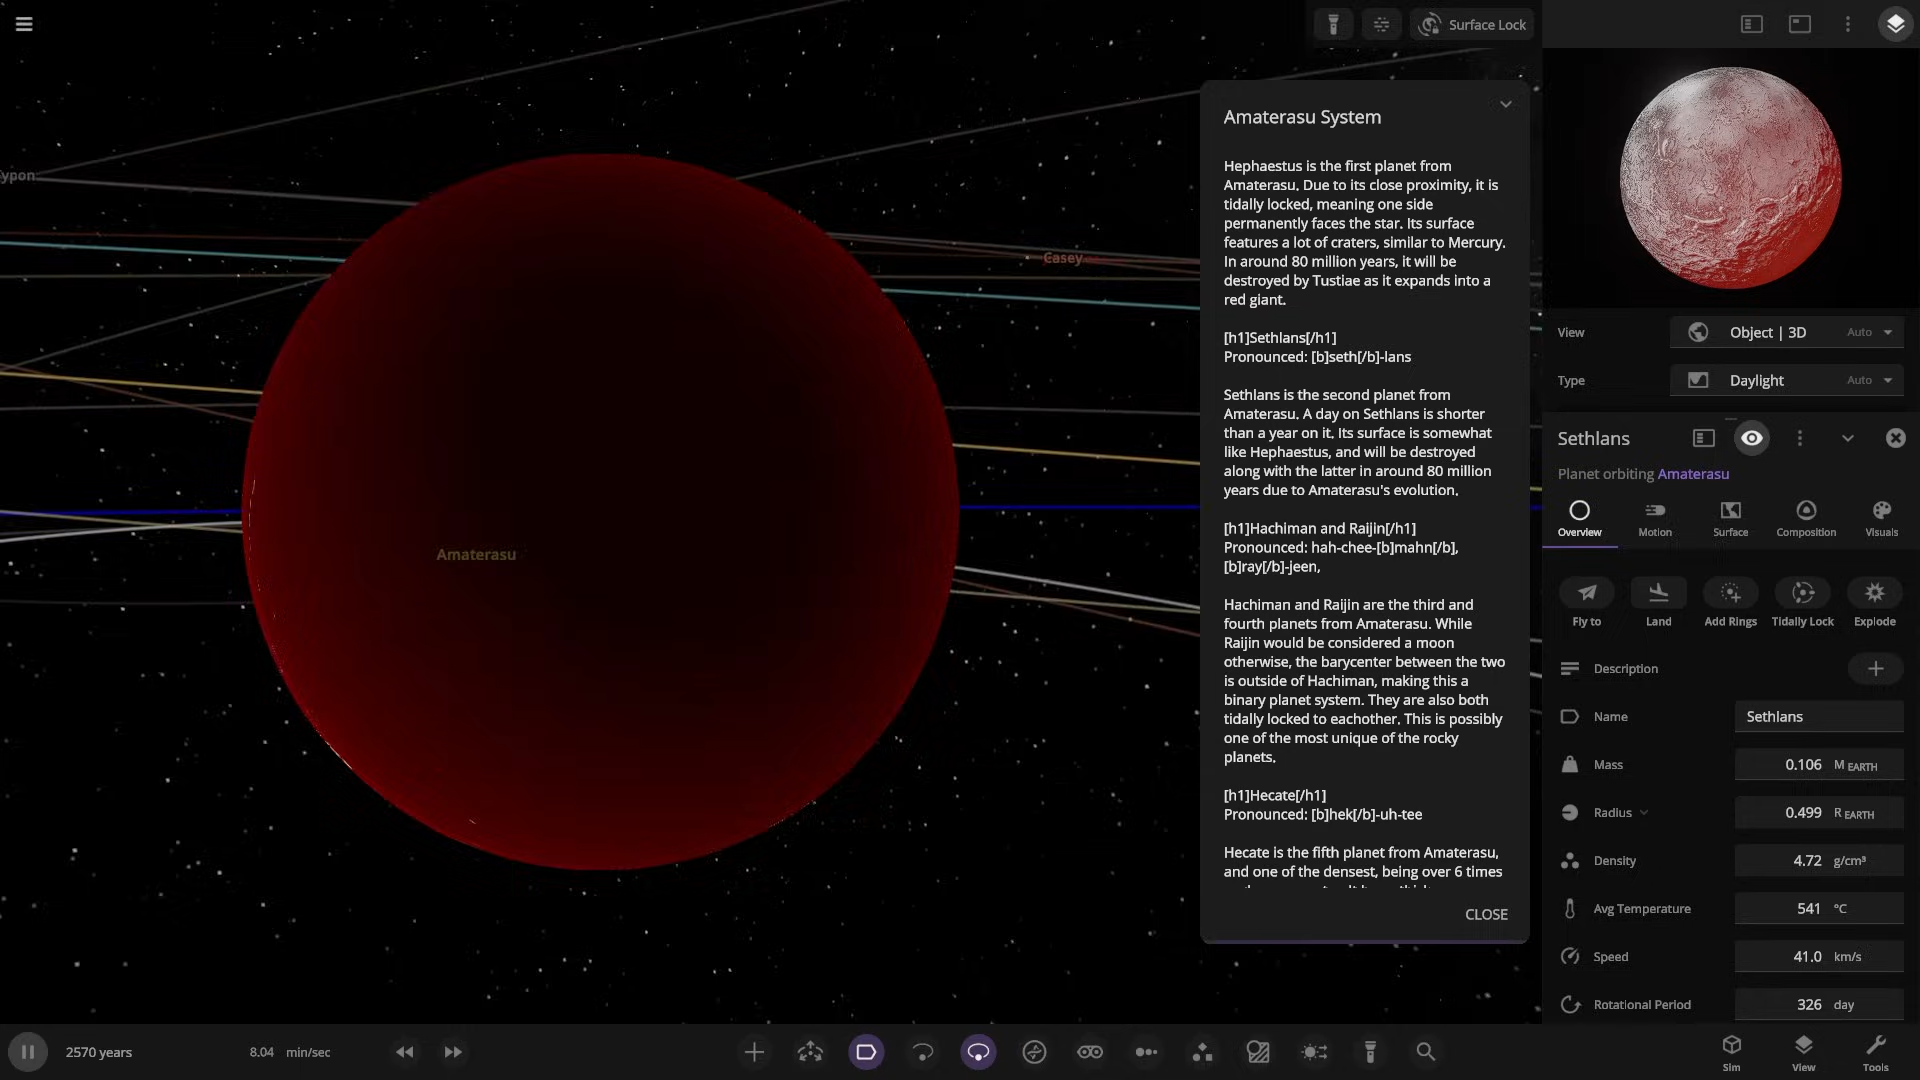 Surface Lock
ypon
Casey
Amaterasu
Amaterasu System
Hephaestus is the first planet from
Amaterasu. Due to its close proximity, it is
tidally locked, meaning one side
permanently faces the star. Its surface
features a lot of craters, similar to Mercury.
In around 80 million years, it will be
destroyed by Tustiae as it expands into a
red giant.
[h1]Sethlans[/h1]
Pronounced: [b]seth[/b]-lans
Sethlans is the second planet from
Amaterasu. A day on Sethlans is shorter
than a year on it. Its surface is somewhat
like Hephaestus, and will be destroyed
along with the latter in around 80 million
years due to Amaterasu's evolution.
[h1]Hachiman and Raijin[/h1]
Pronounced: hah-chee-[b]mahn[/b],
[b]ray[/b]-jeen,
Hachiman and Raijin are the third and
fourth planets from Amaterasu. While
Raijin would be considered a moon
otherwise, the barycenter between the two
is outside of Hachiman, making this a
binary planet system. They are also both
tidally locked to eachother. This is possibly
one of the most unique of the rocky
planets.
[h1]Hecate[/h1]
Pronounced: [b]hek[/b]-uh-tee
Hecate is the fifth planet from Amaterasu,
and one of the densest, being over 6 times
CLOSE
View
Object | 3D
Auto
Type
Daylight
Auto
Sethlans
Planet orbiting Amaterasu
Overview
Motion
Surface
Composition
Visuals
Fly to
Land
Add Rings
Tidally Lock
Explode
Description
Name
Sethlans
Mass
0.106 M EARTH
Radius
0.499 R EARTH
Density
4.72 g/cm³
Avg Temperature
541 °C
Speed
41.0 km/s
Rotational Period
326 day
2570 years
8.04 min/sec
Sim
View
Tools